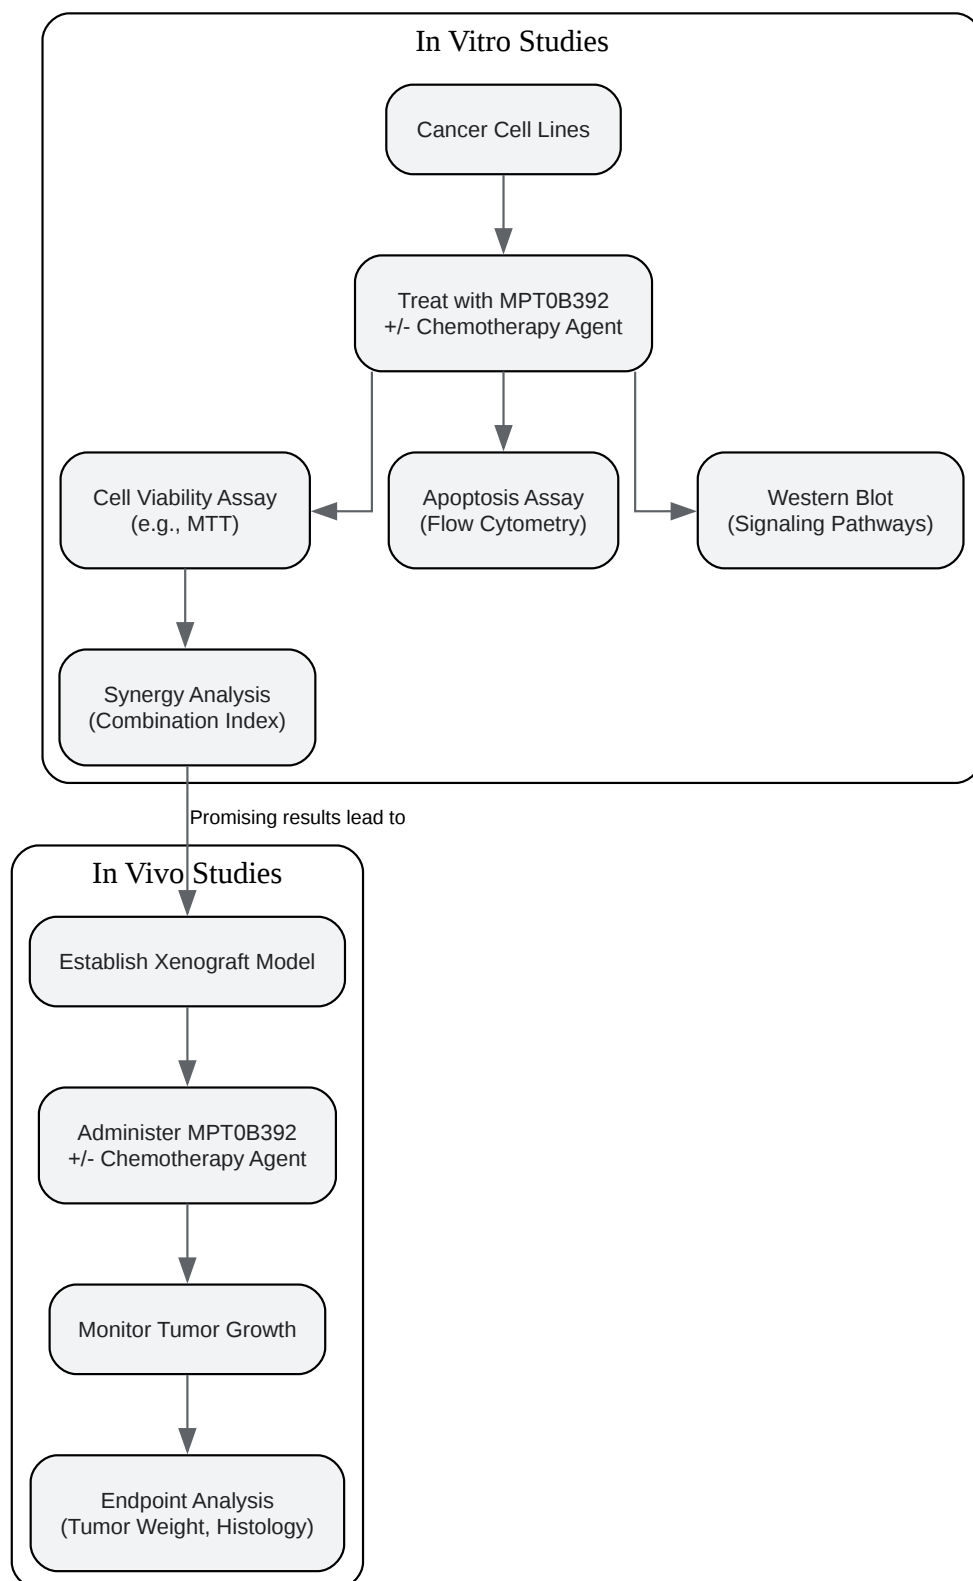 In Vitro Studies
Cancer Cell Lines
Treat with MPT0B392
+/- Chemotherapy Agent
Cell Viability Assay
(e.g., MTT)
Apoptosis Assay
(Flow Cytometry)
Western Blot
(Signaling Pathways)
Synergy Analysis
(Combination Index)
Promising results lead to
In Vivo Studies
Establish Xenograft Model
Administer MPT0B392
+/- Chemotherapy Agent
Monitor Tumor Growth
Endpoint Analysis
(Tumor Weight, Histology)